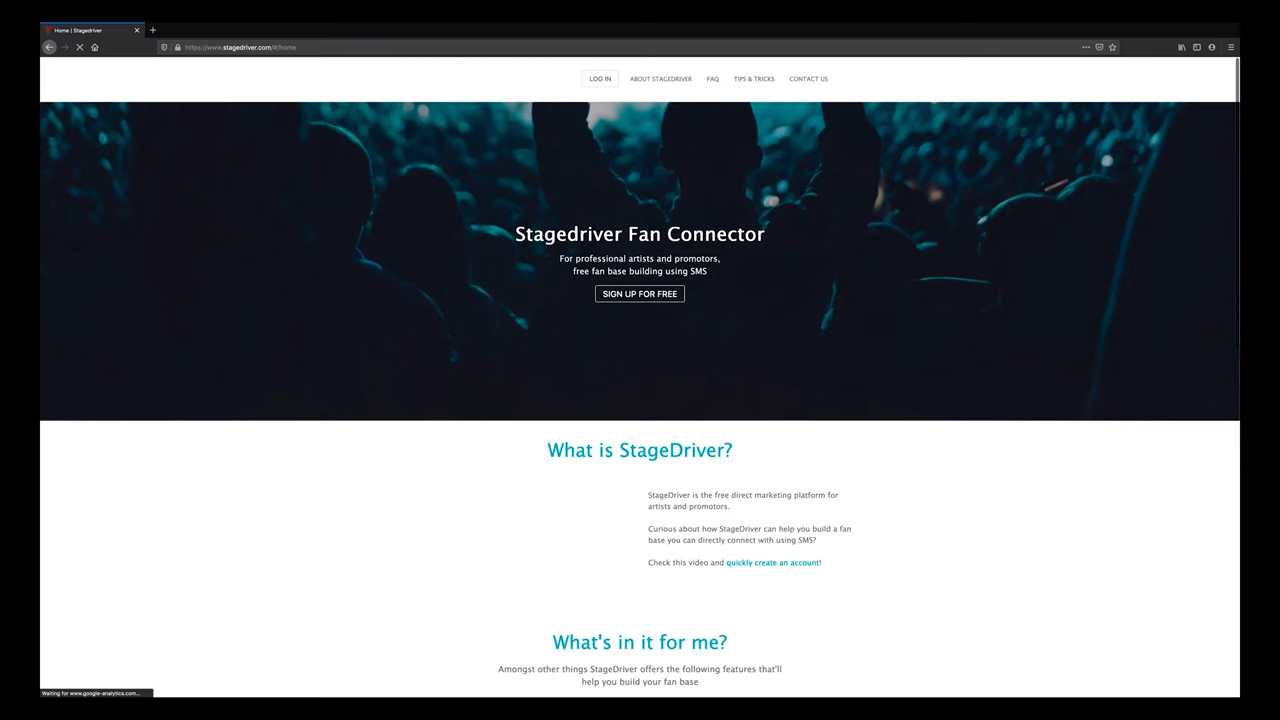 Home | Stagedriver
https://www.stagedriver.com/#/home
LOG IN
ABOUT STAGEDRIVER
FAQ
TIPS & TRICKS
CONTACT US
Stagedriver Fan Connector
For professional artists and promotors,
free fan base building using SMS
SIGN UP FOR FREE
What is StageDriver?
StageDriver is the free direct marketing platform for
artists and promotors.
Curious about how StageDriver can help you build a fan
base you can directly connect with using SMS?
Check this video and quickly create an account!
What's in it for me?
Amongst other things StageDriver offers the following features that'll
help you build your fan base
Waiting for www.google-analytics.com...